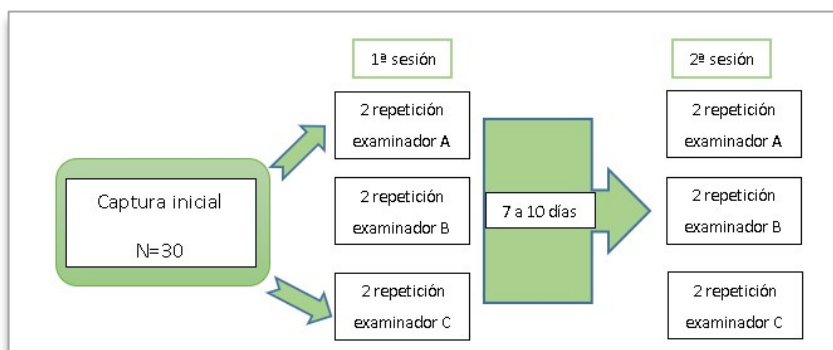 Captura inicial
N=30
1ª sesión
2 repetición
examinador A
2 repetición
examinador B
2 repetición
examinador C
7 a 10 días
2ª sesión
2 repetición
examinador A
2 repetición
examinador B
2 repetición
examinador C